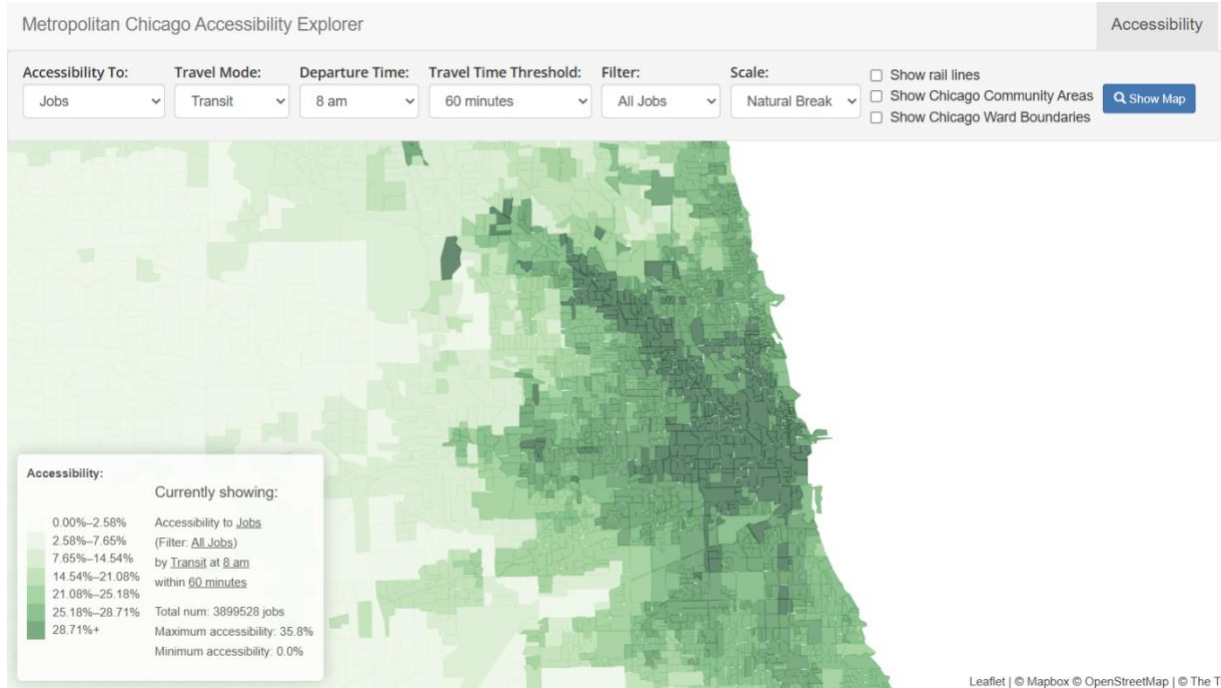 Metropolitan Chicago Accessibility Explorer
Accessibility
Accessibility To:
Travel Mode:
Departure Time:
Travel Time Threshold:
Filter:
Scale:
Jobs
Transit
8 am
60 minutes
All Jobs
Natural Break
Show rail lines
Show Chicago Community Areas
Show Chicago Ward Boundaries
Show Map
Accessibility:
0.00%–2.58%
2.58%–7.65%
7.65%–14.54%
14.54%–21.08%
21.08%–25.18%
25.18%–28.71%
28.71%+
Currently showing:
Accessibility to Jobs
(Filter: All Jobs)
by Transit at 8 am
within 60 minutes
Total num: 3899528 jobs
Maximum accessibility: 35.8%
Minimum accessibility: 0.0%
Leaflet | © Mapbox © OpenStreetMap | © The T